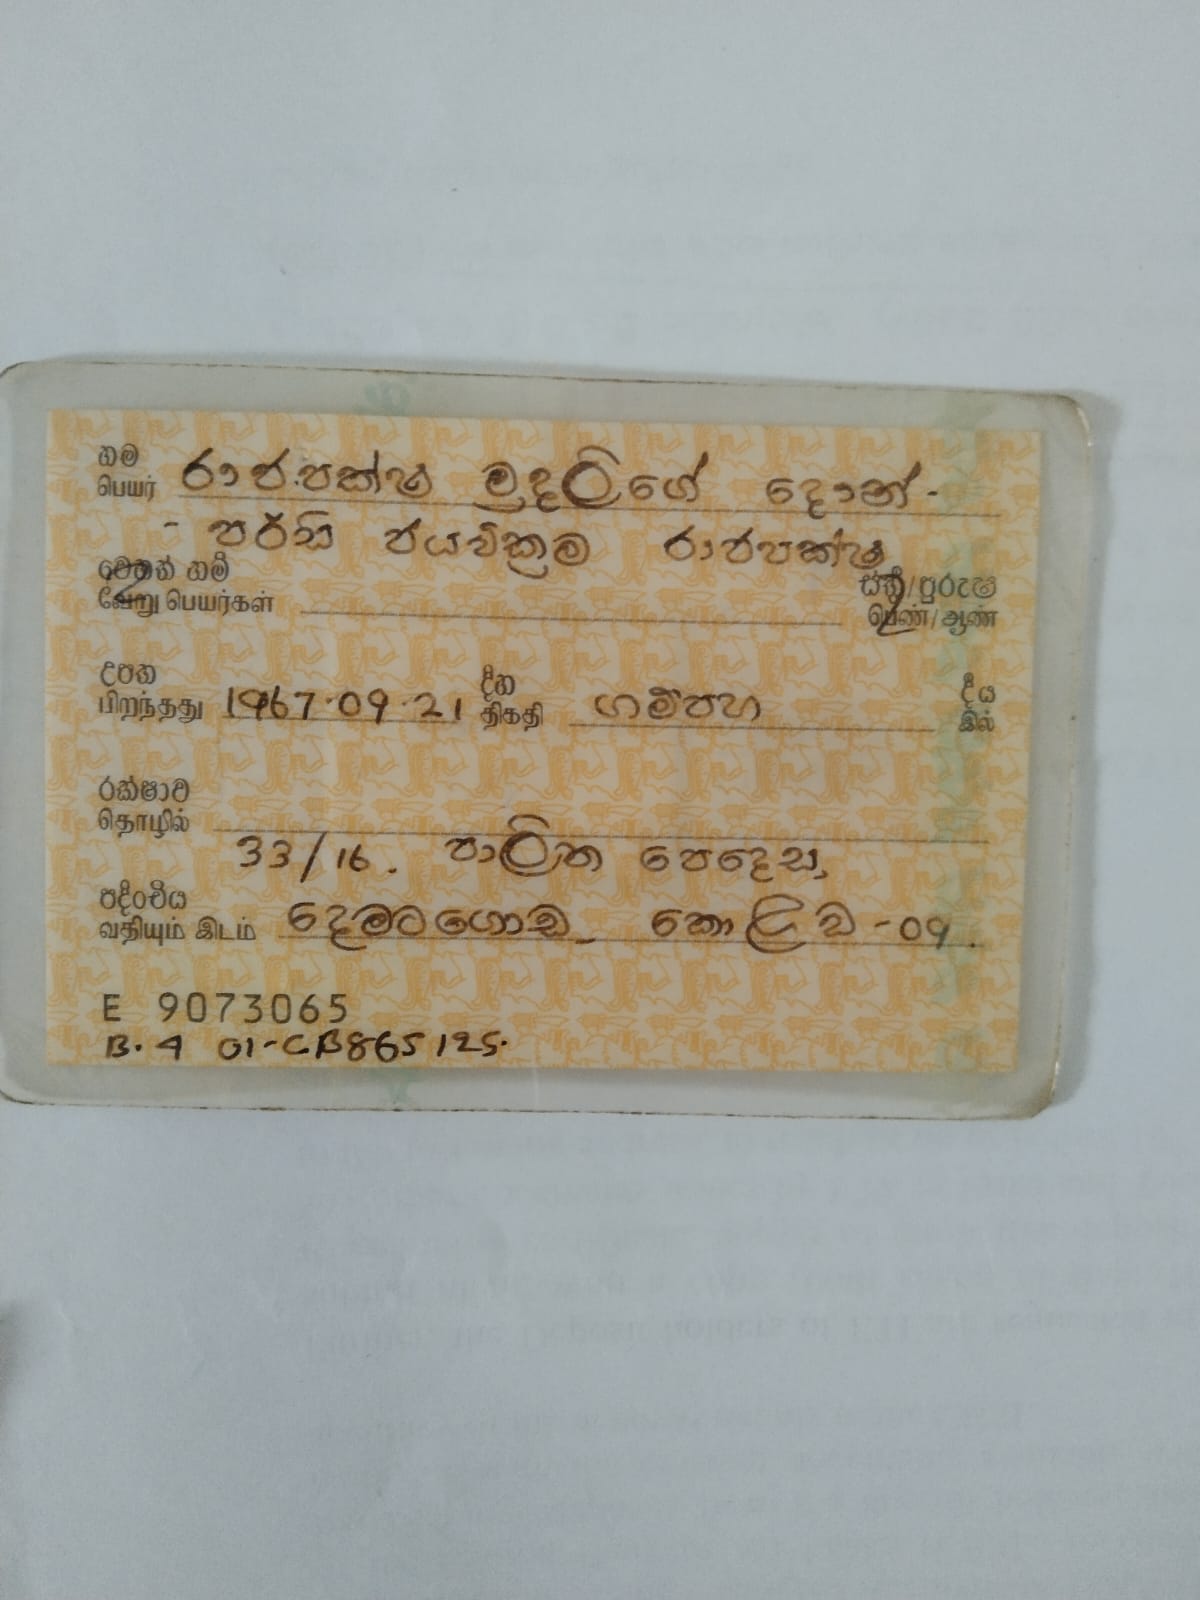 නම
பெயர் රාජපක්ෂ මුදලිගේ දොන් -
- පර්සි ජයවික්‍රම රාජපක්ෂ
වෙනත් නම්
வேறு பெயர்கள்
ස්ත්‍රී/පුරුෂ
பெண்/ஆண்
උපත
பிறந்தது 1967.09.21 දින
திகதி ගම්පහ දීය
இல்
රක්ෂාව
தொழில்
33/16. පාලිත පෙදෙස,
පදිංචිය
வதியும் இடம் දෙමටගොඩ, කොළඹ - 09.
E 9073065
B. 4 01-CB865125.